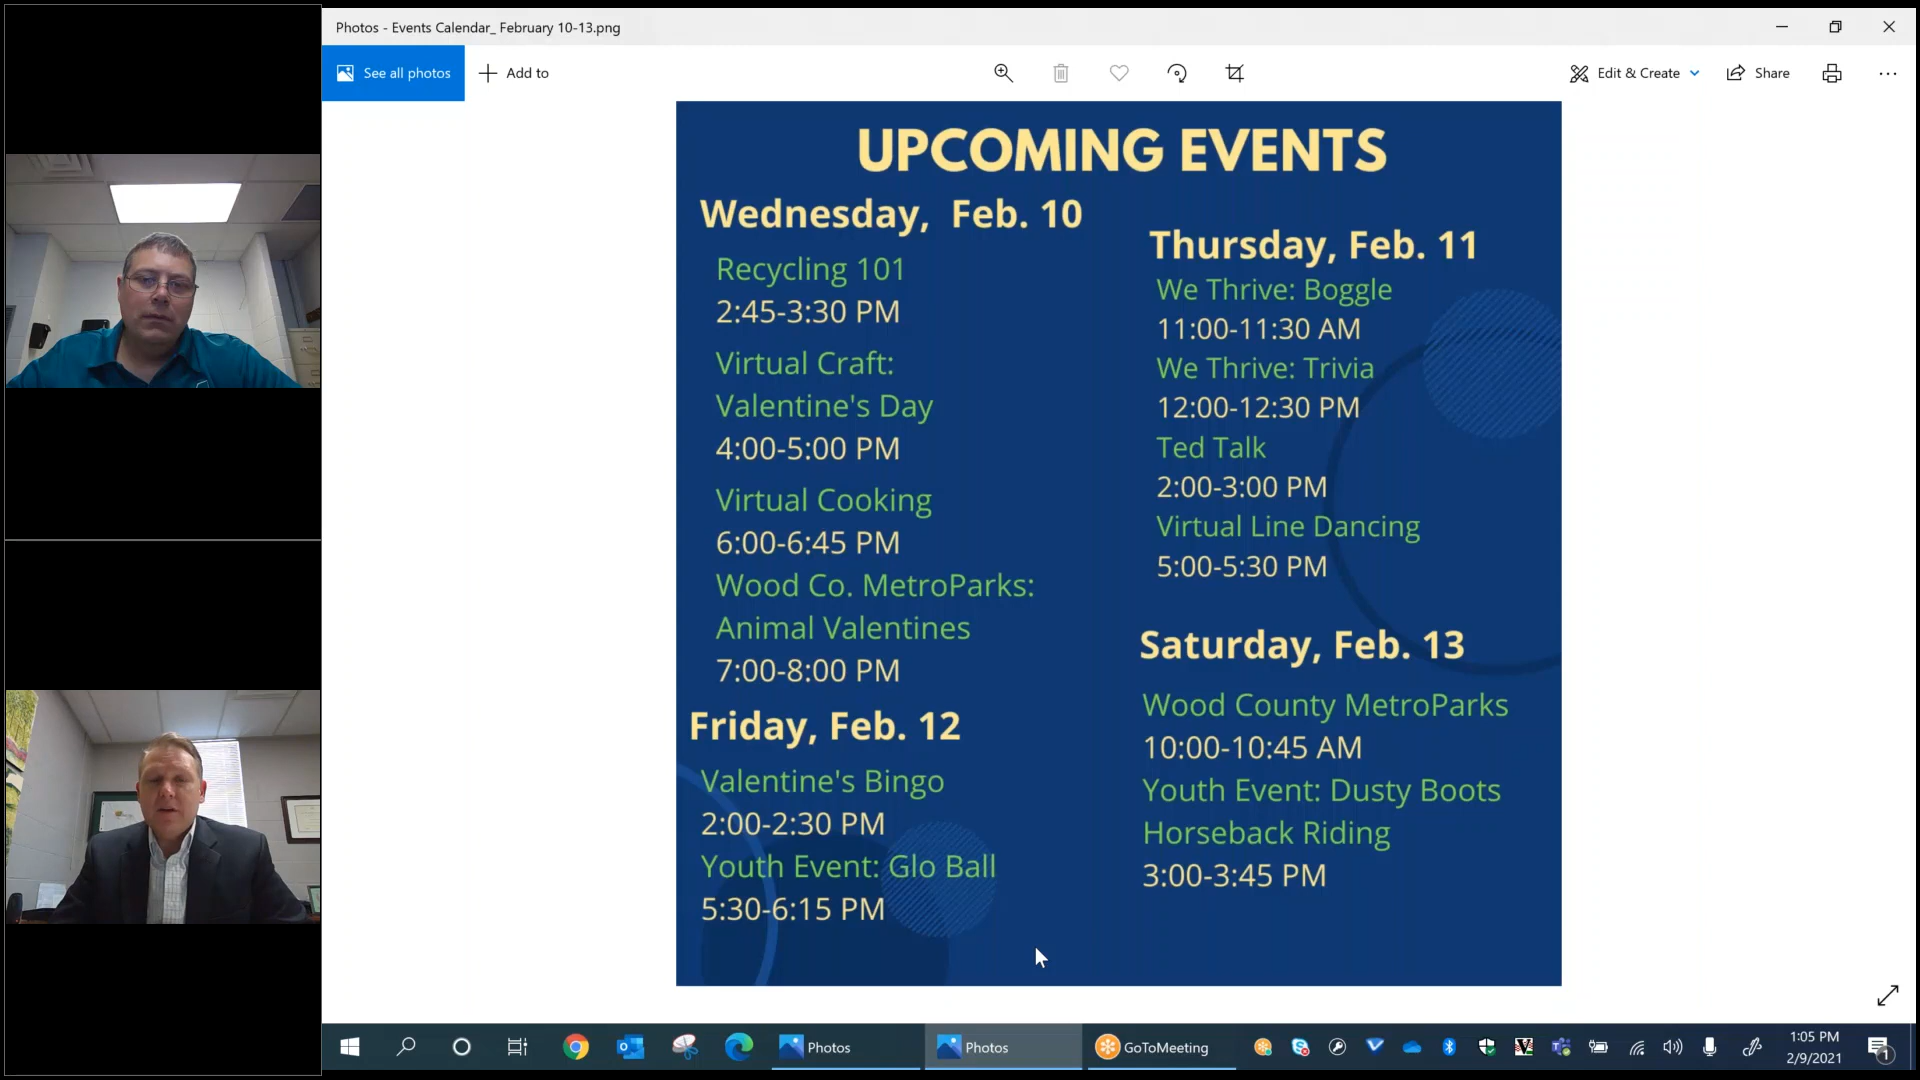 Photos - Events Calendar_ February 10-13.png
See all photos
Add to
Edit & Create
Share
UPCOMING EVENTS
Wednesday, Feb. 10
Recycling 101
2:45-3:30 PM
Virtual Craft:
Valentine's Day
4:00-5:00 PM
Virtual Cooking
6:00-6:45 PM
Wood Co. MetroParks:
Animal Valentines
7:00-8:00 PM
Friday, Feb. 12
Valentine's Bingo
2:00-2:30 PM
Youth Event: Glo Ball
5:30-6:15 PM
Thursday, Feb. 11
We Thrive: Boggle
11:00-11:30 AM
We Thrive: Trivia
12:00-12:30 PM
Ted Talk
2:00-3:00 PM
Virtual Line Dancing
5:00-5:30 PM
Saturday, Feb. 13
Wood County MetroParks
10:00-10:45 AM
Youth Event: Dusty Boots
Horseback Riding
3:00-3:45 PM
Photos
Photos
GoToMeeting
1:05 PM
2/9/2021
1